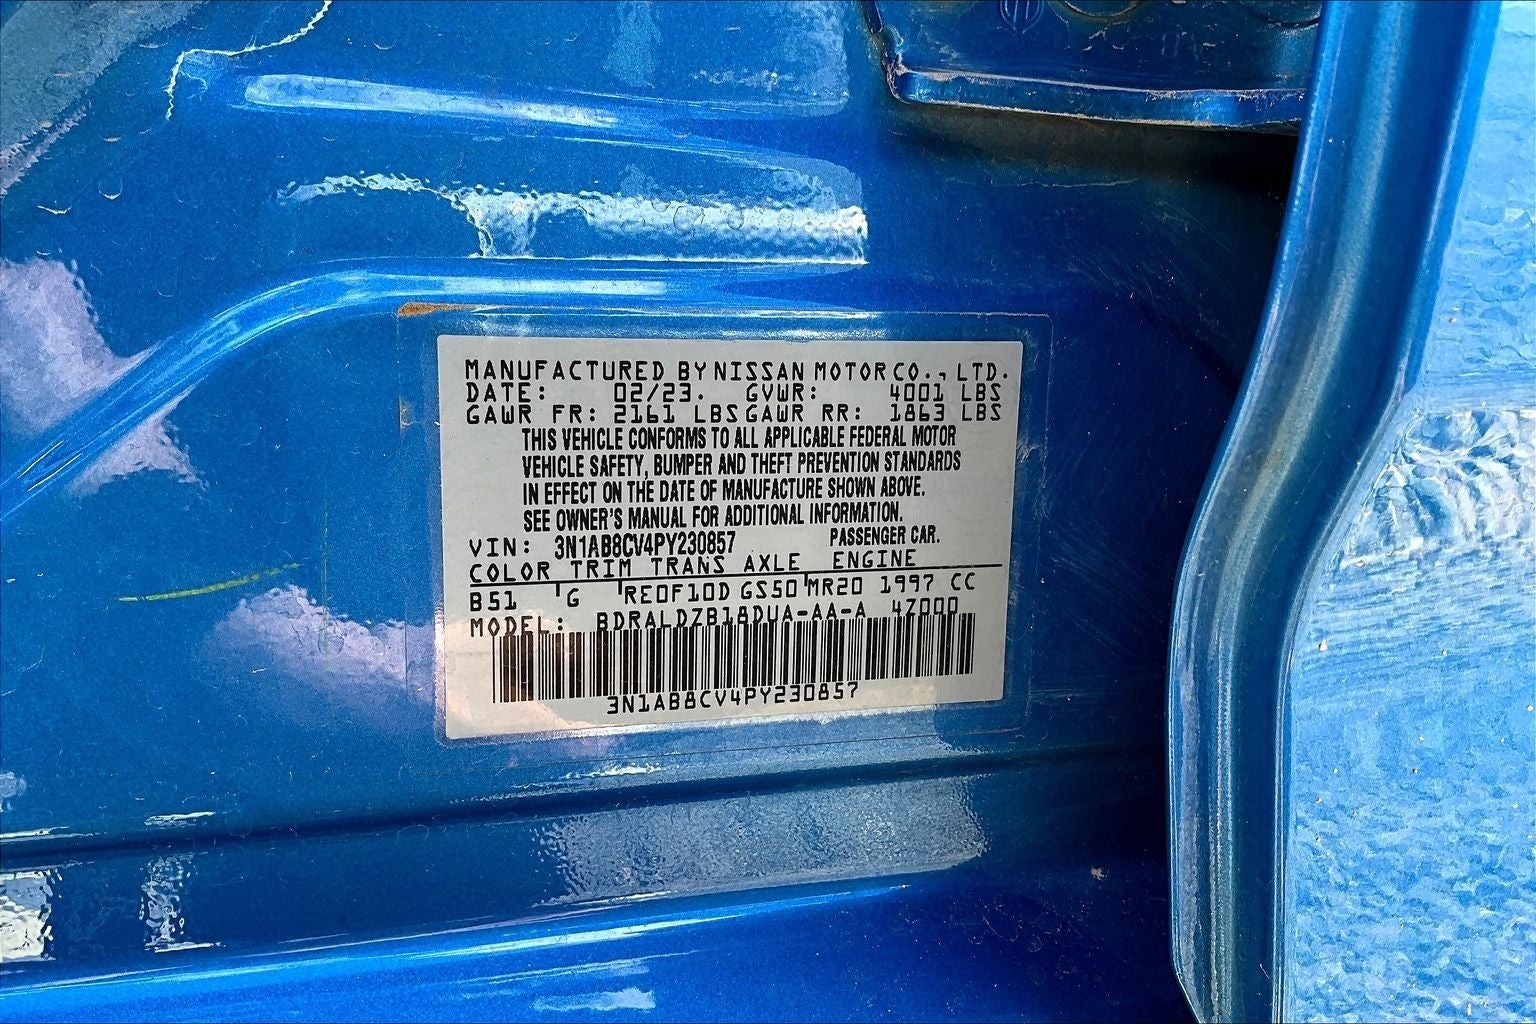 MANUFACTURED BY NISSAN MOTOR CO., LTD.
DATE: 02/23. GVWR: 4001 LBS
GAWR FR: 2161 LBS GAWR RR: 1863 LBS
THIS VEHICLE CONFORMS TO ALL APPLICABLE FEDERAL MOTOR
VEHICLE SAFETY, BUMPER AND THEFT PREVENTION STANDARDS
IN EFFECT ON THE DATE OF MANUFACTURE SHOWN ABOVE.
SEE OWNER'S MANUAL FOR ADDITIONAL INFORMATION.
VIN: 3N1AB8CV4PY230857 PASSENGER CAR.
COLOR TRIM TRANS AXLE ENGINE
B51 G RE0F10D GS50 MR20 1997 CC
MODEL: BDRALDZB18DUA-AA-A 4Z000
3N1AB8CV4PY230857